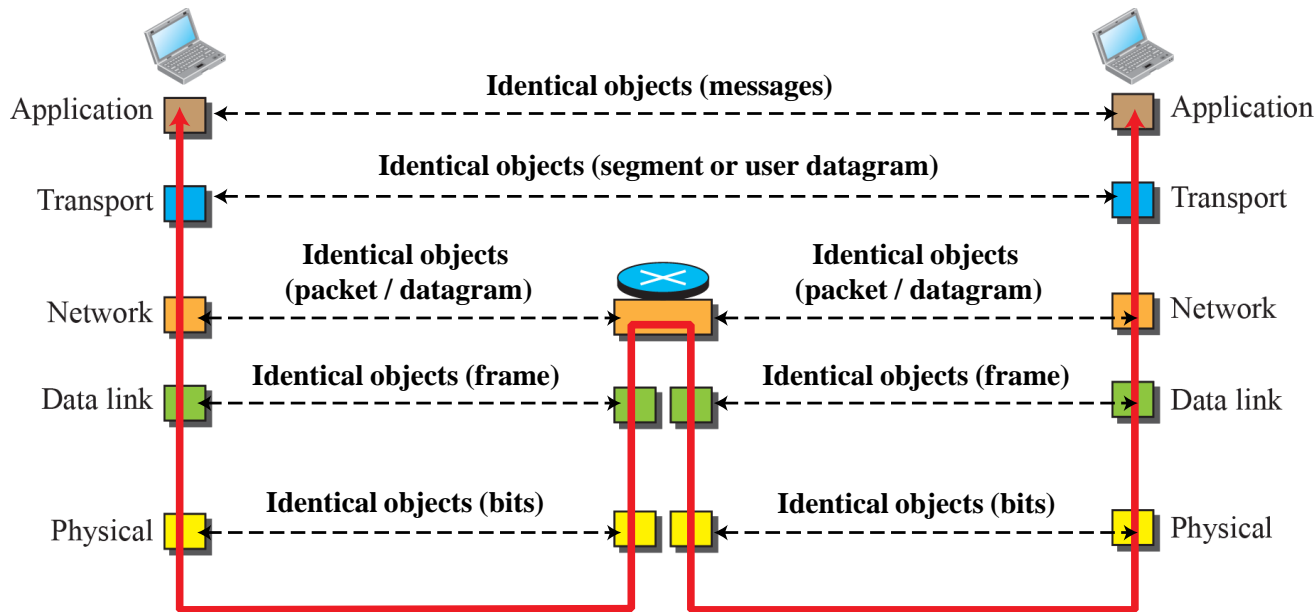 Identical objects (messages)
Application
Application
Identical objects (segment or user datagram)
Transport
Transport
Identical objects
(packet / datagram)
Identical objects
(packet / datagram)
Network
Network
Identical objects (frame)
Identical objects (frame)
Data link
Data link
Identical objects (bits)
Identical objects (bits)
Physical
Physical